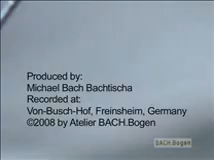 Produced by:
Michael Bach Bachtischa
Recorded at:
Von-Busch-Hof, Freinsheim, Germany
©2008 by Atelier BACH.Bogen
BACH.Bogen